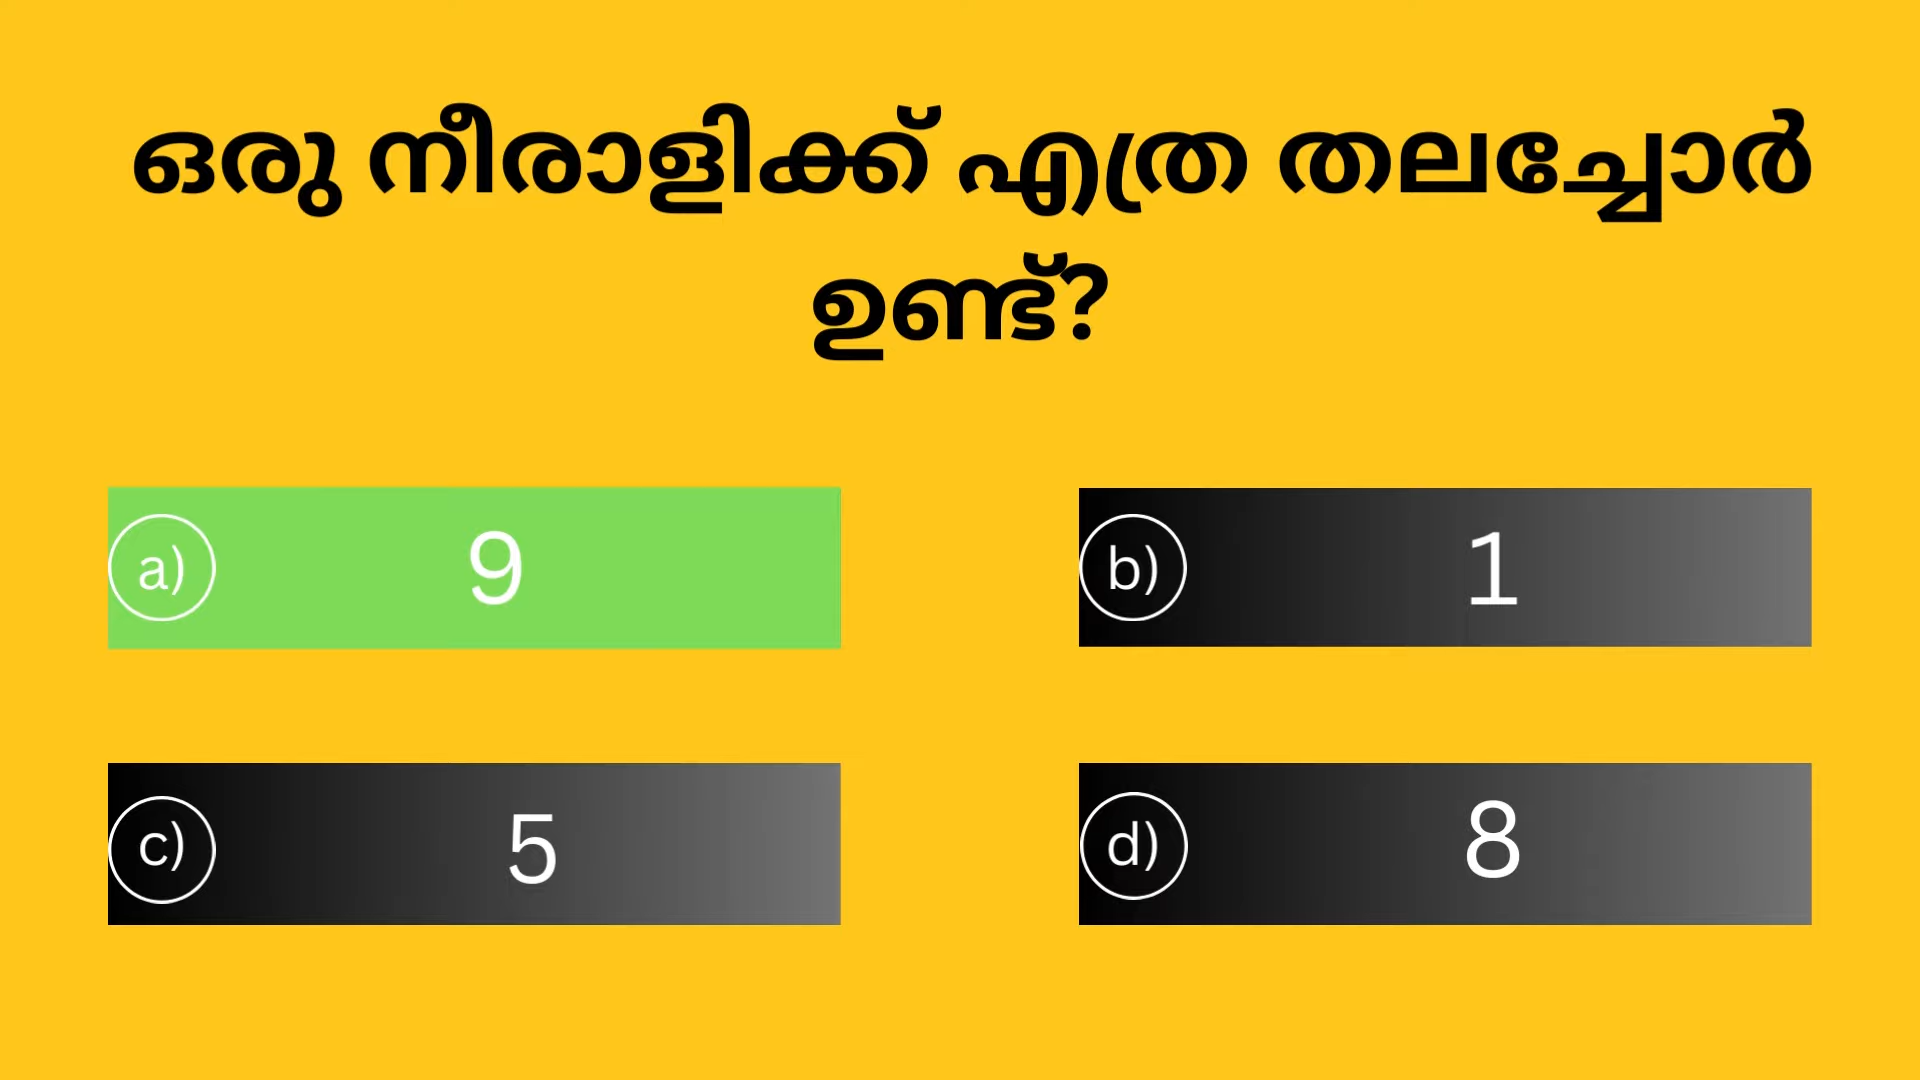 ഒരു നീരാളിക്ക് എത്ര തലച്ചോർ
ഉണ്ട്?
a) 9
b) 1
c) 5
d) 8